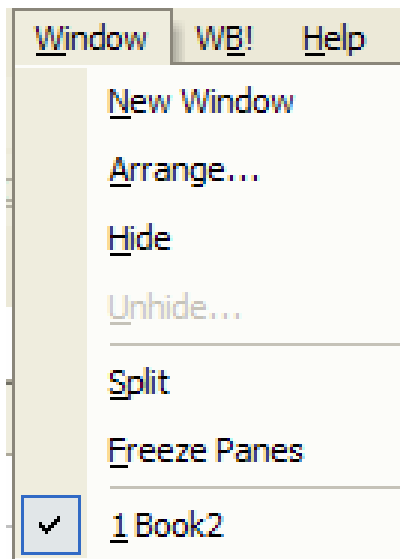 Window WB! Help
New Window
Arrange...
Hide
Unhide...
Split
Freeze Panes
1 Book2